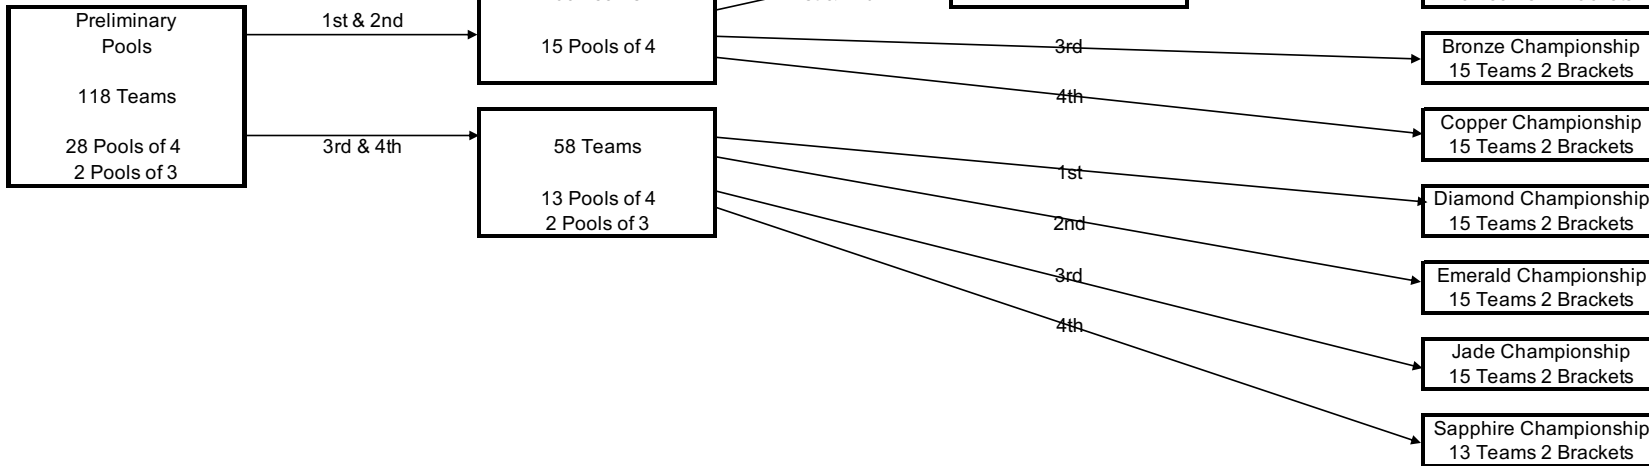 Preliminary
Pools
118 Teams
28 Pools of 4
2 Pools of 3
1st & 2nd
3rd & 4th
15 Pools of 4
58 Teams
13 Pools of 4
2 Pools of 3
3rd
4th
1st
2nd
3rd
4th
Bronze Championship
15 Teams 2 Brackets
Copper Championship
15 Teams 2 Brackets
Diamond Championship
15 Teams 2 Brackets
Emerald Championship
15 Teams 2 Brackets
Jade Championship
15 Teams 2 Brackets
Sapphire Championship
13 Teams 2 Brackets